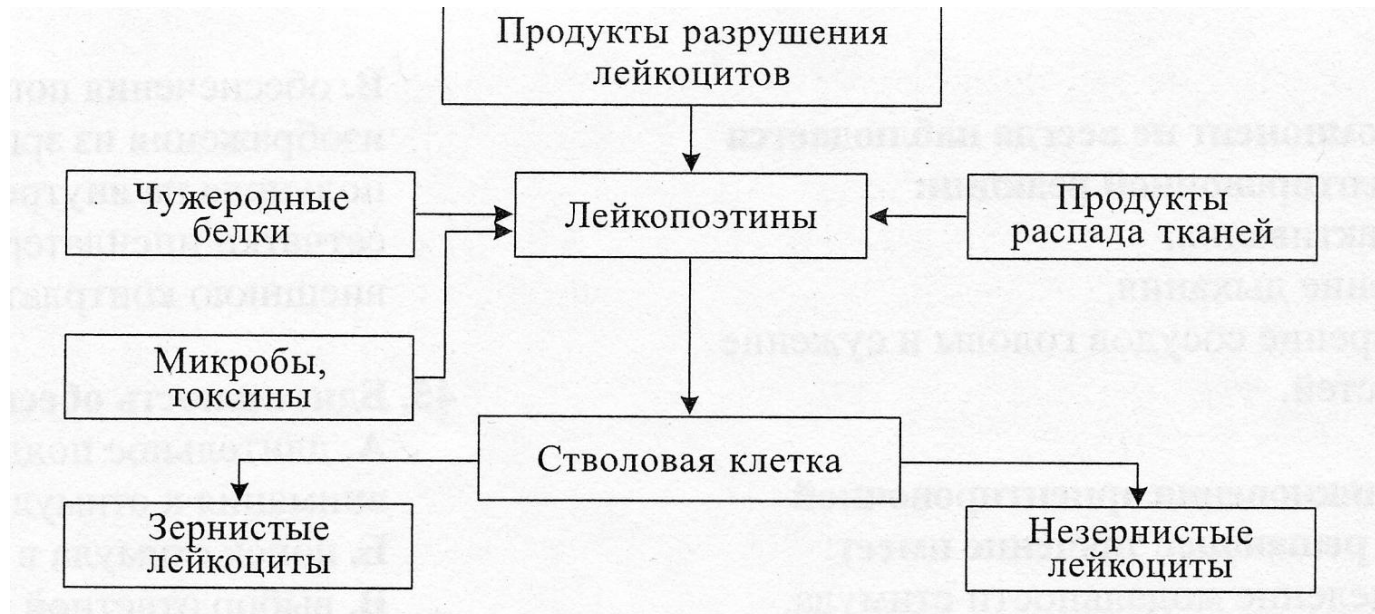 Продукты разрушения
лейкоцитов
Чужеродные
белки
Лейкопоэтины
Продукты
распада тканей
Микробы,
токсины
Стволовая клетка
Зернистые
лейкоциты
Незернистые
лейкоциты